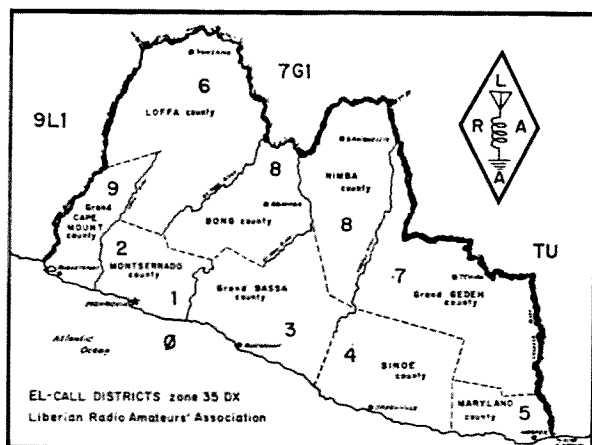 6
7G1
LOFFA county
9L1
L
R A
A
9
Grand
CAPE
MOUNT
county
8
NIMBA
county
BONG county
8
2
MONTSERRADO
county
TU
7
Grand GEDEH
county
1
Grand BASSA
county
Ø
3
Atlantic
Ocean
4
SINOE
county
MARYLAND
county
5
EL-CALL DISTRICTS zone 35 DX
Liberian Radio Amateurs' Association